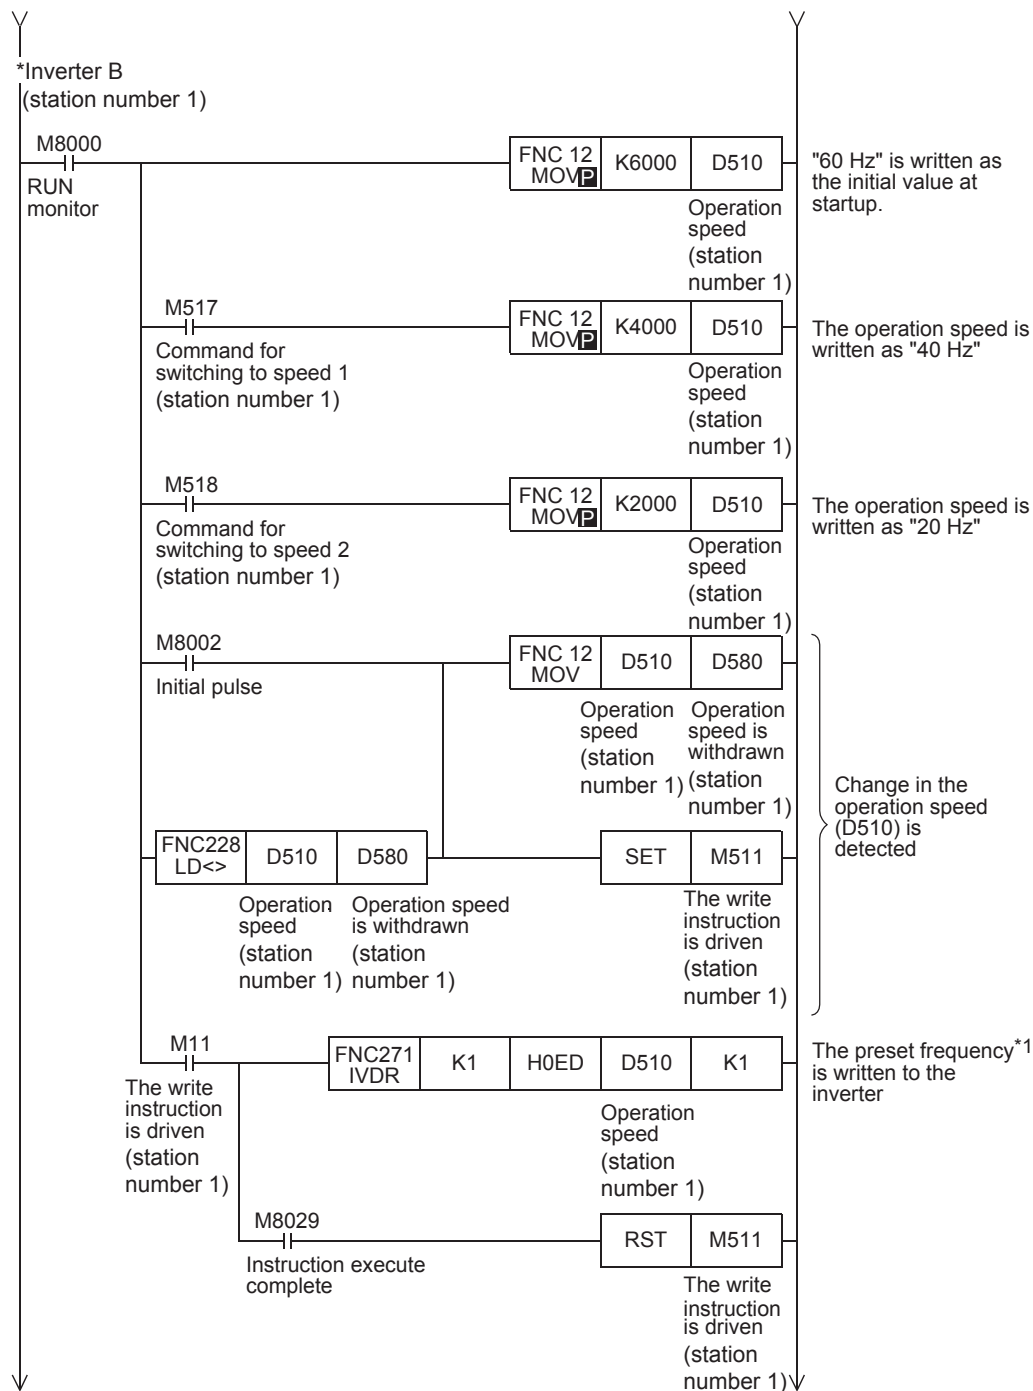 *Inverter B
(station number 1)
M8000
RUN
monitor
FNC 12
MOVP
K6000
D510
Operation
speed
(station
number 1)
"60 Hz" is written as
the initial value at
startup.
M517
Command for
switching to speed 1
(station number 1)
FNC 12
MOVP
K4000
D510
Operation
speed
(station
number 1)
The operation speed is
written as "40 Hz"
M518
Command for
switching to speed 2
(station number 1)
FNC 12
MOVP
K2000
D510
Operation
speed
(station
number 1)
The operation speed is
written as "20 Hz"
M8002
Initial pulse
FNC 12
MOV
D510
D580
Operation
speed
(station
number 1)
Operation
speed is
withdrawn
(station
number 1)
Change in the
operation speed
(D510) is
detected
FNC228
LD<>
D510
D580
Operation
speed
(station
number 1)
Operation speed
is withdrawn
(station
number 1)
SET
M511
The write
instruction
is driven
(station
number 1)
M11
The write
instruction
is driven
(station
number 1)
FNC271
IVDR
K1
H0ED
D510
K1
Operation
speed
(station
number 1)
The preset frequency*1
is written to the
inverter
M8029
Instruction execute
complete
RST
M511
The write
instruction
is driven
(station
number 1)